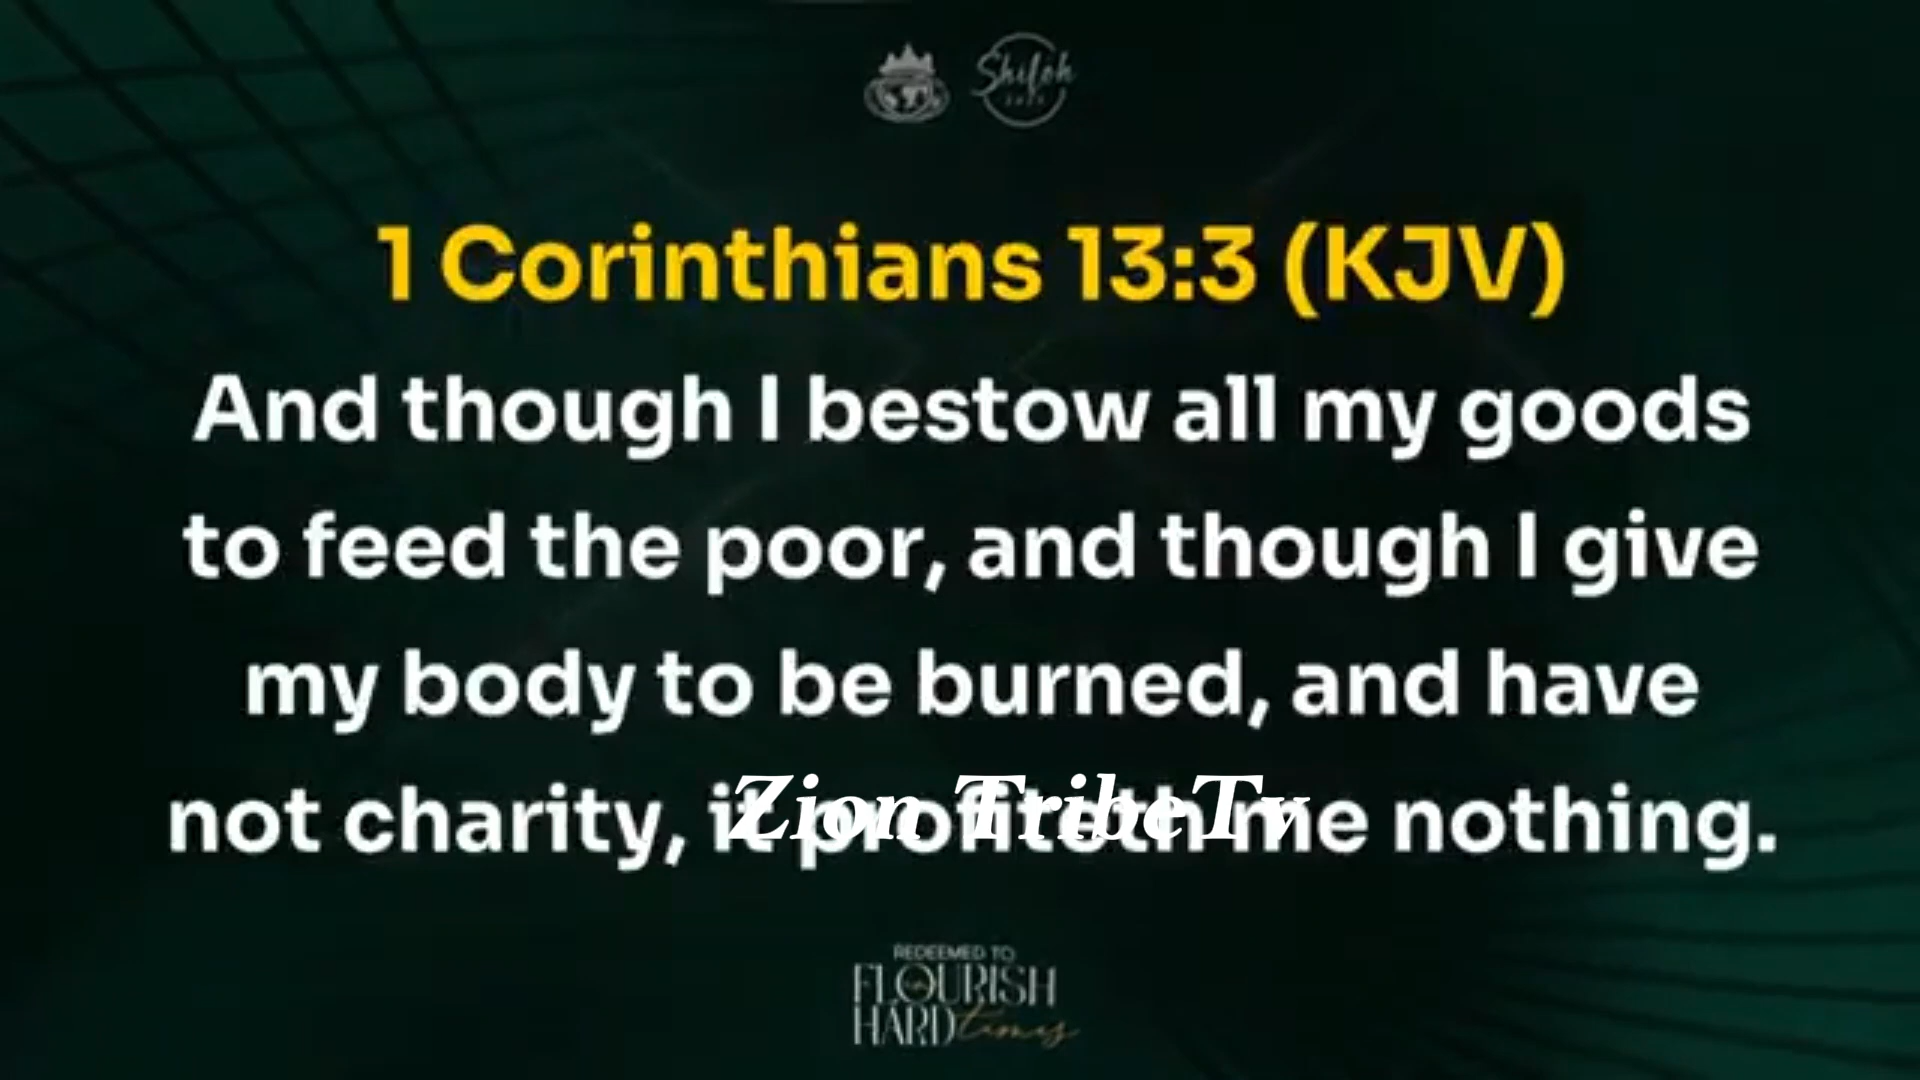 Shiloh
1 Corinthians 13:3 (KJV)
And though I bestow all my goods
to feed the poor, and though I give
my body to be burned, and have
not charity, it profiteth me nothing.
Zion TribeTv
REDEEMED TO
FLOURISH
HARD times